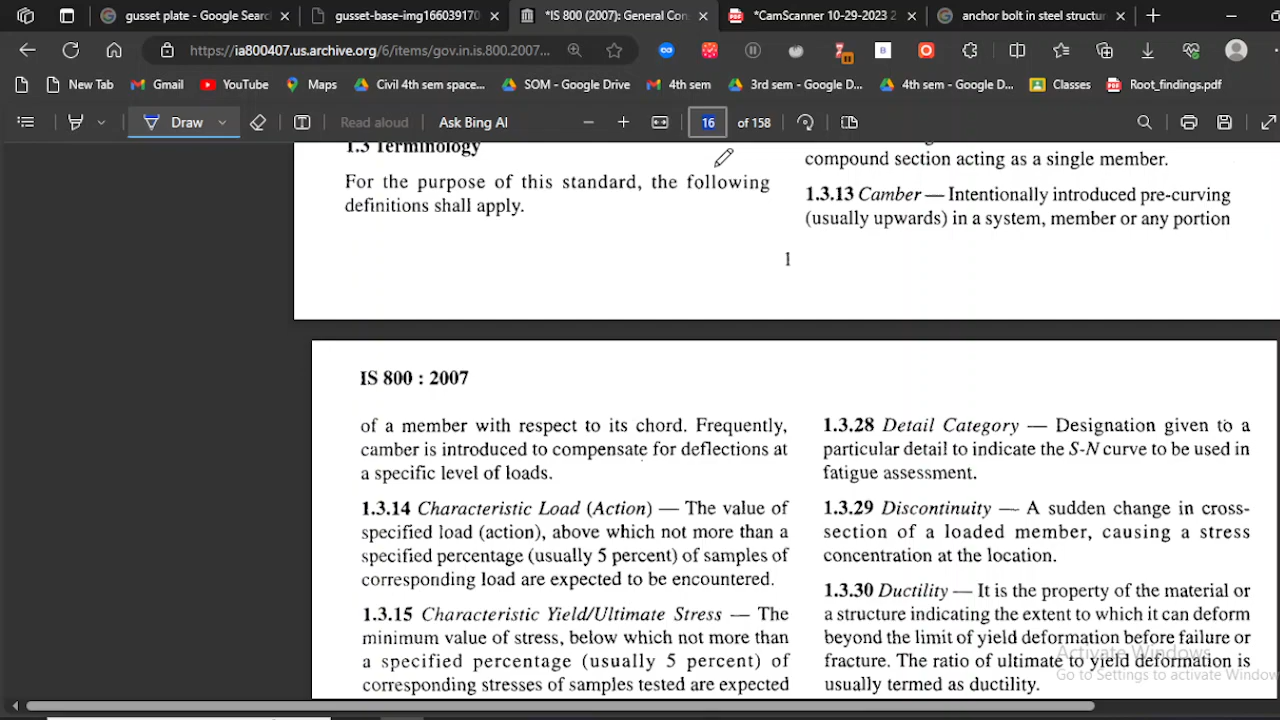 gusset plate - Google Searc
gusset-base-img166039170
*IS 800 (2007): General Con
*CamScanner 10-29-2023 2
anchor bolt in steel structur
https://ia800407.us.archive.org/6/items/gov.in.is.800.2007...
New Tab
Gmail
YouTube
Maps
Civil 4th sem space...
SOM - Google Drive
4th sem
3rd sem - Google D...
4th sem - Google D...
Classes
Root_findings.pdf
Draw
Read aloud
Ask Bing AI
16 of 158
1.3 Terminology
For the purpose of this standard, the following
definitions shall apply.
compound section acting as a single member.
1.3.13 Camber — Intentionally introduced pre-curving
(usually upwards) in a system, member or any portion
1
IS 800 : 2007
of a member with respect to its chord. Frequently,
camber is introduced to compensate for deflections at
a specific level of loads.
1.3.14 Characteristic Load (Action) — The value of
specified load (action), above which not more than a
specified percentage (usually 5 percent) of samples of
corresponding load are expected to be encountered.
1.3.15 Characteristic Yield/Ultimate Stress — The
minimum value of stress, below which not more than
a specified percentage (usually 5 percent) of
corresponding stresses of samples tested are expected
1.3.28 Detail Category — Designation given to a
particular detail to indicate the S-N curve to be used in
fatigue assessment.
1.3.29 Discontinuity — A sudden change in cross-
section of a loaded member, causing a stress
concentration at the location.
1.3.30 Ductility — It is the property of the material or
a structure indicating the extent to which it can deform
beyond the limit of yield deformation before failure or
fracture. The ratio of ultimate to yield deformation is
usually termed as ductility.
Activate Windows
Go to Settings to activate Window